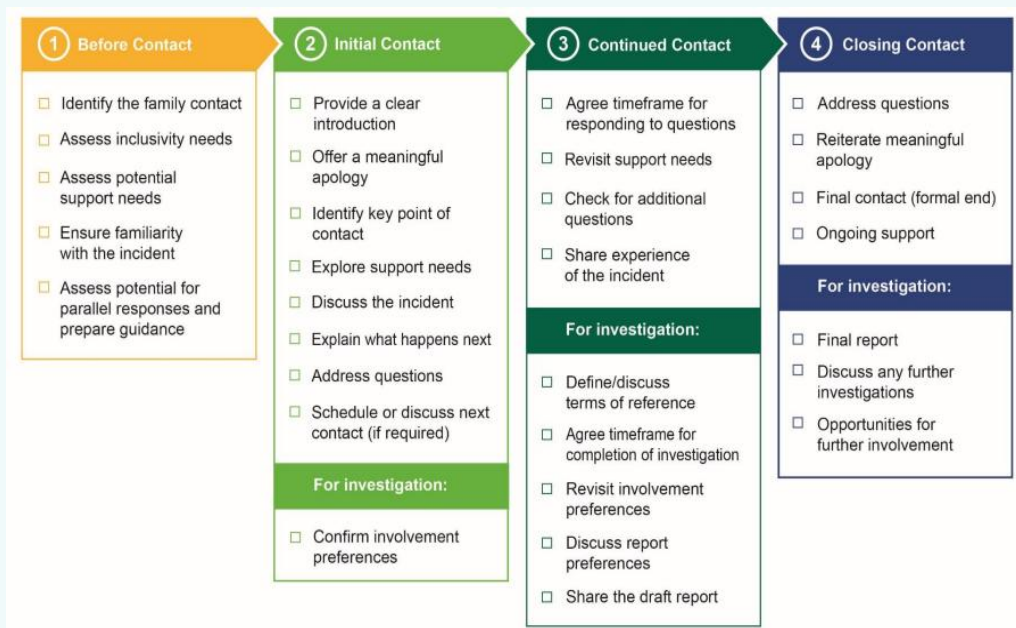 1 Before Contact
Identify the family contact
Assess inclusivity needs
Assess potential
support needs
Ensure familiarity
with the incident
Assess potential for
parallel responses and
prepare guidance
2 Initial Contact
Provide a clear
introduction
Offer a meaningful
apology
Identify key point of
contact
Explore support needs
Discuss the incident
Explain what happens next
Address questions
Schedule or discuss next
contact (if required)
For investigation:
Confirm involvement
preferences
3 Continued Contact
Agree timeframe for
responding to questions
Revisit support needs
Check for additional
questions
Share experience
of the incident
For investigation:
Define/discuss
terms of reference
Agree timeframe for
completion of investigation
Revisit involvement
preferences
Discuss report
preferences
Share the draft report
4 Closing Contact
Address questions
Reiterate meaningful
apology
Final contact (formal end)
Ongoing support
For investigation:
Final report
Discuss any further
investigations
Opportunities for
further involvement